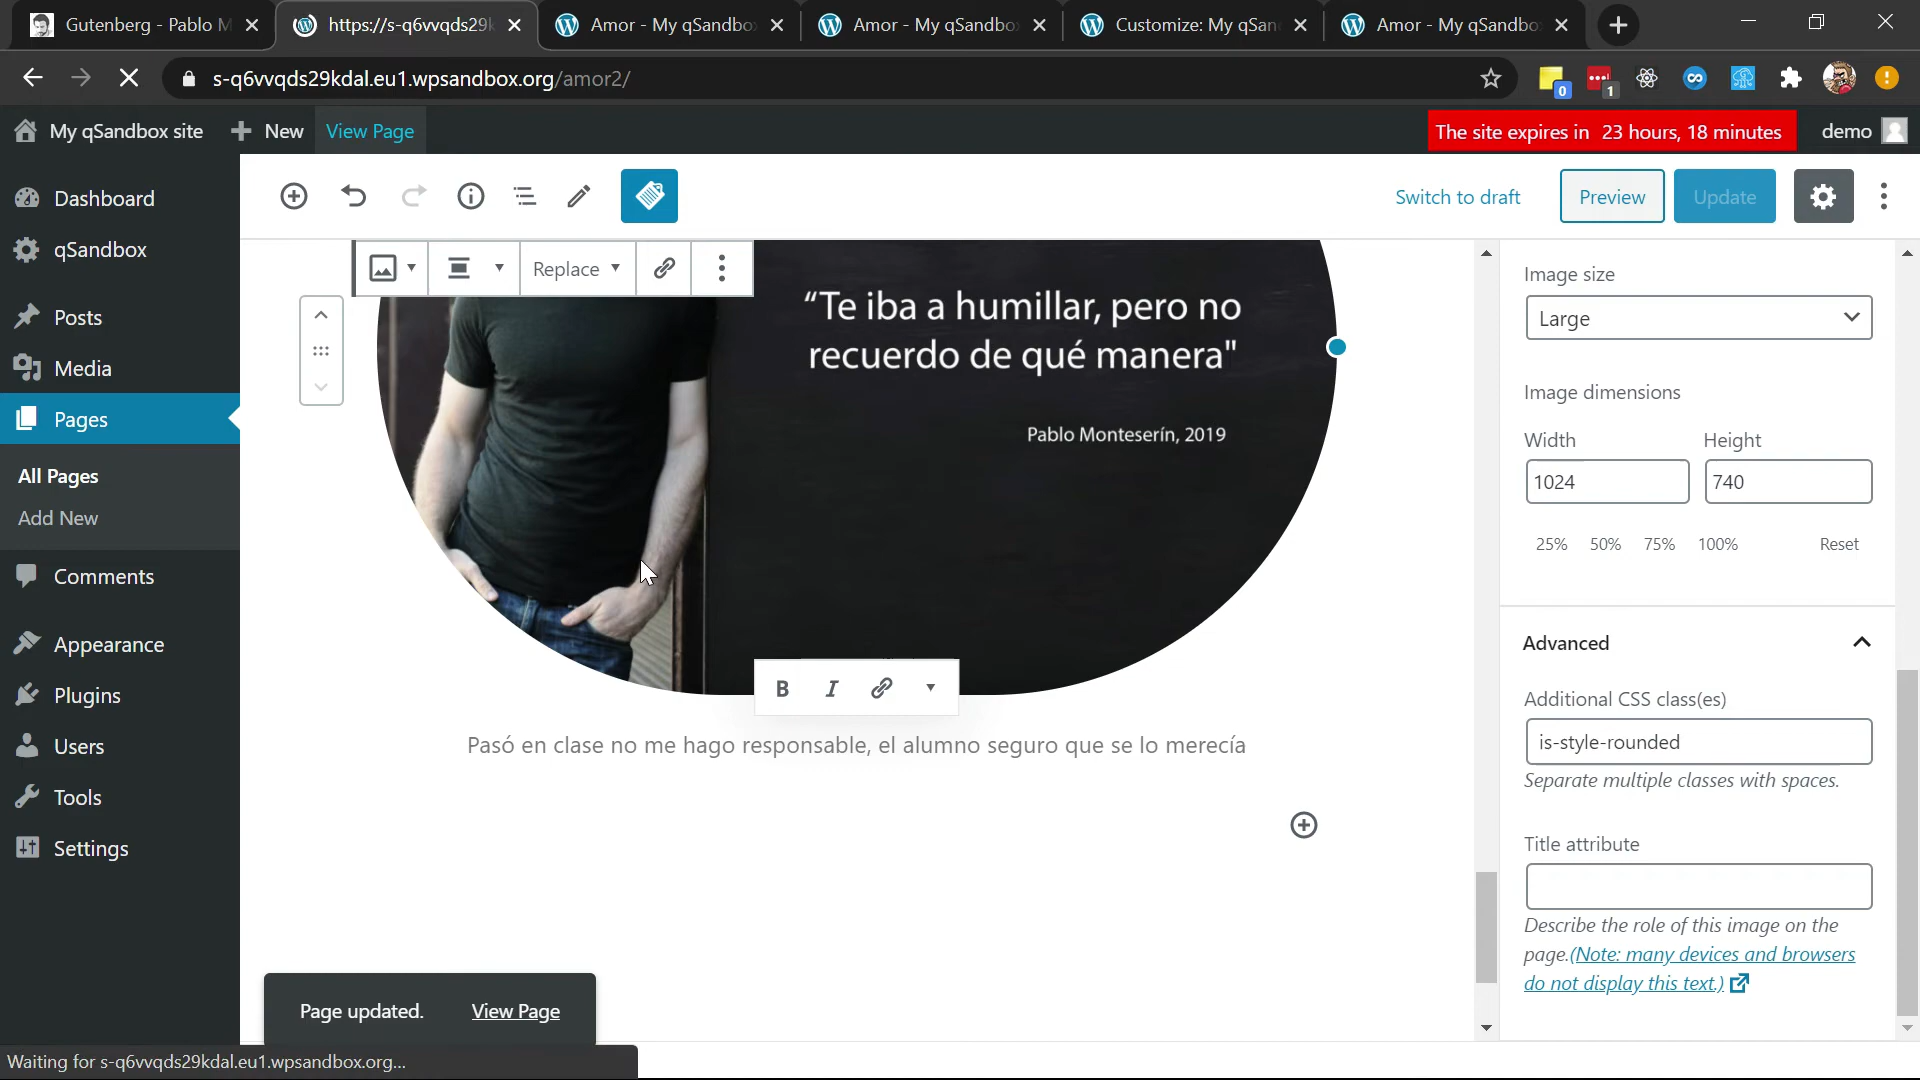 Gutenberg - Pablo M
https://s-q6vvqds29k
Amor - My qSandbo
Amor - My qSandbo
Customize: My qSan
Amor - My qSandbo
s-q6vvqds29kdal.eu1.wpsandbox.org/amor2/
0
1
My qSandbox site
New
View Page
The site expires in 23 hours, 18 minutes
demo
Dashboard
qSandbox
Posts
Media
Pages
All Pages
Add New
Comments
Appearance
Plugins
Users
Tools
Settings
Switch to draft
Preview
Update
Replace
“Te iba a humillar, pero no
recuerdo de qué manera"
Pablo Monteserín, 2019
B I
Pasó en clase no me hago responsable, el alumno seguro que se lo merecía
Image size
Large
Image dimensions
Width
Height
1024
740
25% 50% 75% 100% Reset
Advanced
Additional CSS class(es)
is-style-rounded
Separate multiple classes with spaces.
Title attribute
Describe the role of this image on the
page.(Note: many devices and browsers
do not display this text.)
Page updated.
View Page
Waiting for s-q6vvqds29kdal.eu1.wpsandbox.org...